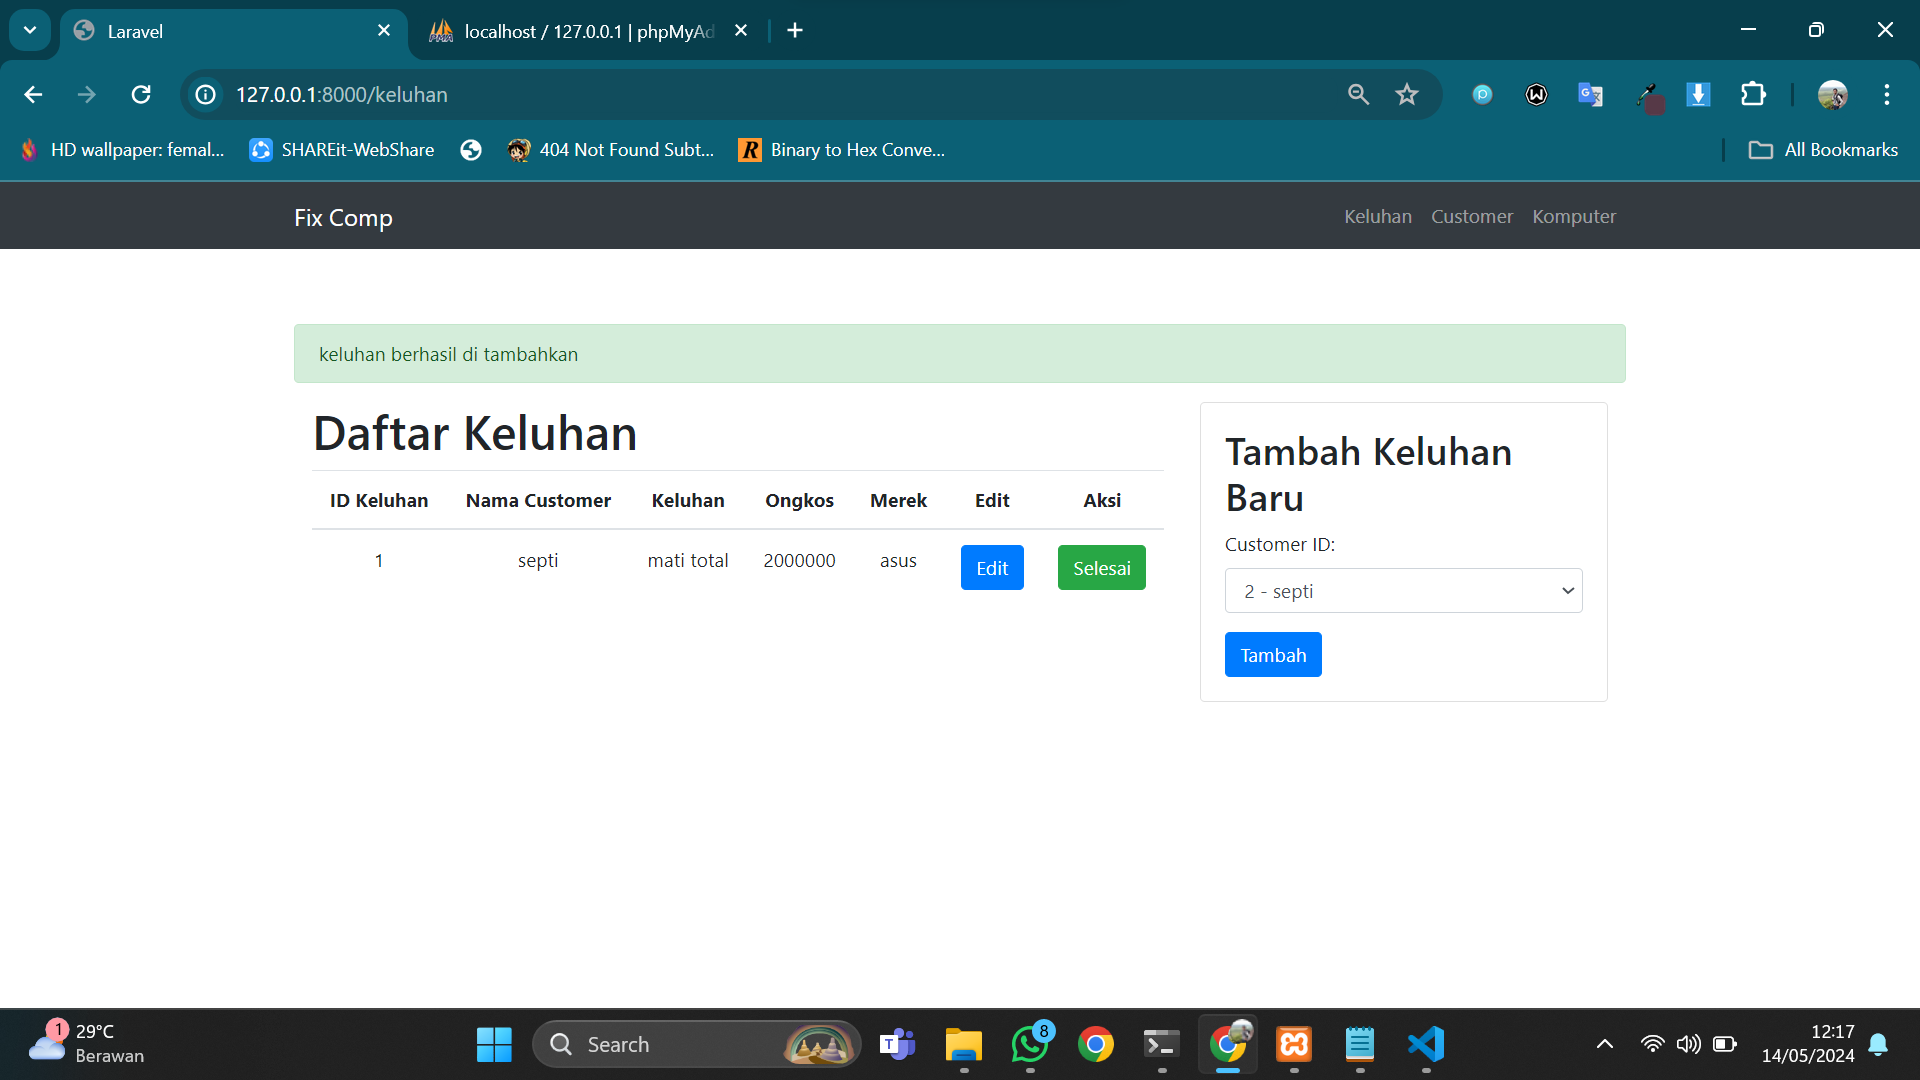 Laravel
localhost / 127.0.0.1 | phpMyAd
127.0.0.1:8000/keluhan
HD wallpaper: femal...
SHAREit-WebShare
404 Not Found Subt...
Binary to Hex Conve...
All Bookmarks
Fix Comp
Keluhan Customer Komputer
keluhan berhasil di tambahkan
Daftar Keluhan
ID Keluhan Nama Customer Keluhan Ongkos Merek Edit Aksi
1 septi mati total 2000000 asus Edit Selesai
Tambah Keluhan
Baru
Customer ID:
2 - septi
Tambah
1
29°C
Berawan
Search
8
12:17
14/05/2024